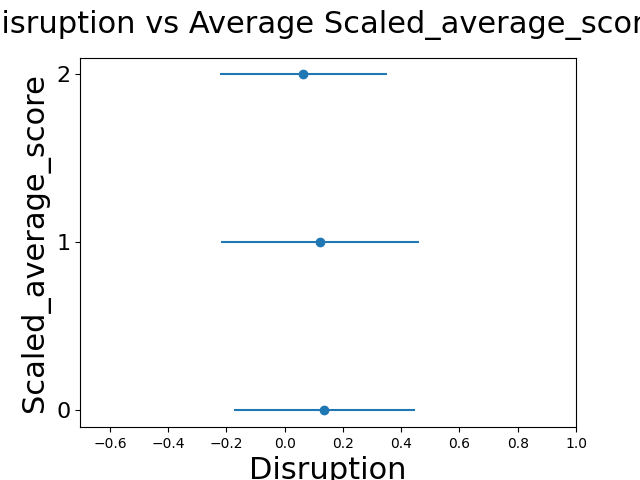 isruption vs Average Scaled_average_scor
Scaled_average_score
2
1
0
−0.6 −0.4 −0.2 0.0 0.2 0.4 0.6 0.8 1.0
Disruption